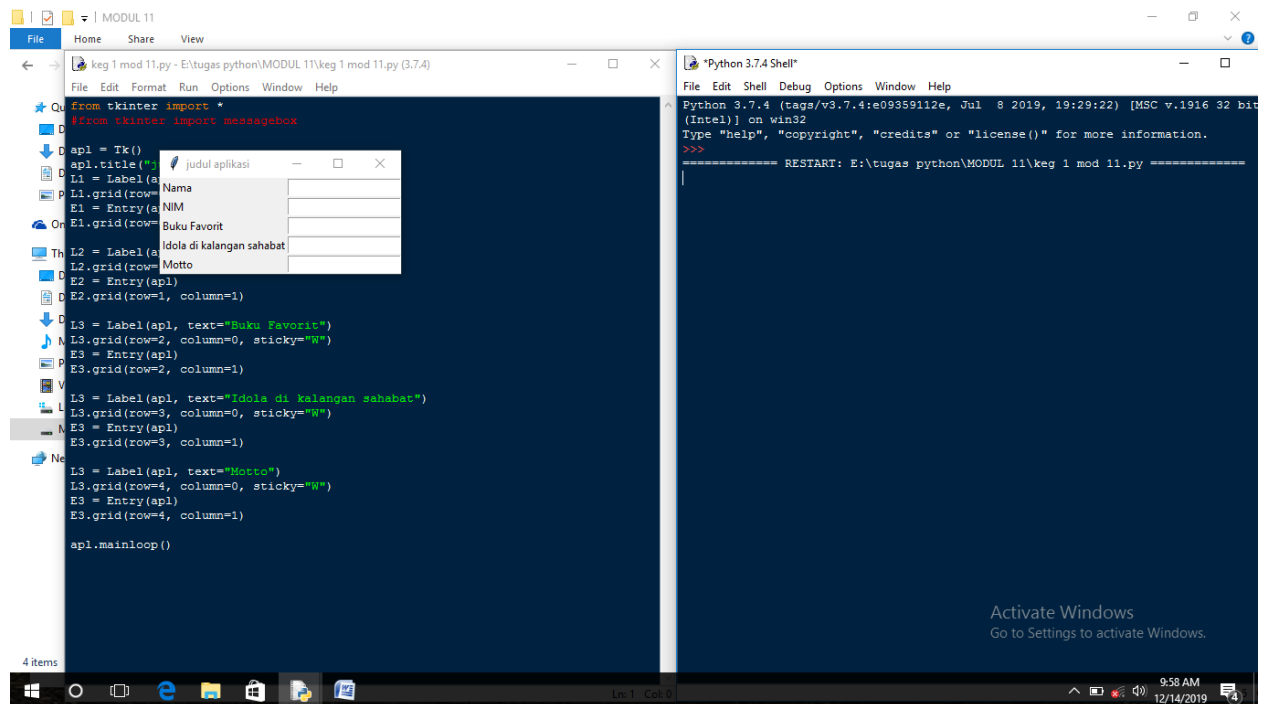 MODUL 11
File Home Share View
keg 1 mod 11.py - E:\tugas python\MODUL 11\keg 1 mod 11.py (3.7.4)
File Edit Format Run Options Window Help
from tkinter import *
#from tkinter import messagebox
apl = Tk()
apl.title("j
L1 = Label(a
L1.grid(row=
E1 = Entry(a
E1.grid(row=
L2 = Label(a
L2.grid(row=
E2 = Entry(apl)
E2.grid(row=1, column=1)
L3 = Label(apl, text="Buku Favorit")
L3.grid(row=2, column=0, sticky="W")
E3 = Entry(apl)
E3.grid(row=2, column=1)
L3 = Label(apl, text="Idola di kalangan sahabat")
L3.grid(row=3, column=0, sticky="W")
E3 = Entry(apl)
E3.grid(row=3, column=1)
L3 = Label(apl, text="Motto")
L3.grid(row=4, column=0, sticky="W")
E3 = Entry(apl)
E3.grid(row=4, column=1)
apl.mainloop()
judul aplikasi
Nama
NIM
Buku Favorit
Idola di kalangan sahabat
Motto
*Python 3.7.4 Shell*
File Edit Shell Debug Options Window Help
Python 3.7.4 (tags/v3.7.4:e09359112e, Jul 8 2019, 19:29:22) [MSC v.1916 32 bit
(Intel)] on win32
Type "help", "copyright", "credits" or "license()" for more information.
>>>
============= RESTART: E:\tugas python\MODUL 11\keg 1 mod 11.py =============
Activate Windows
Go to Settings to activate Windows.
4 items
Ln: 1 Col: 0
9:58 AM
12/14/2019
4